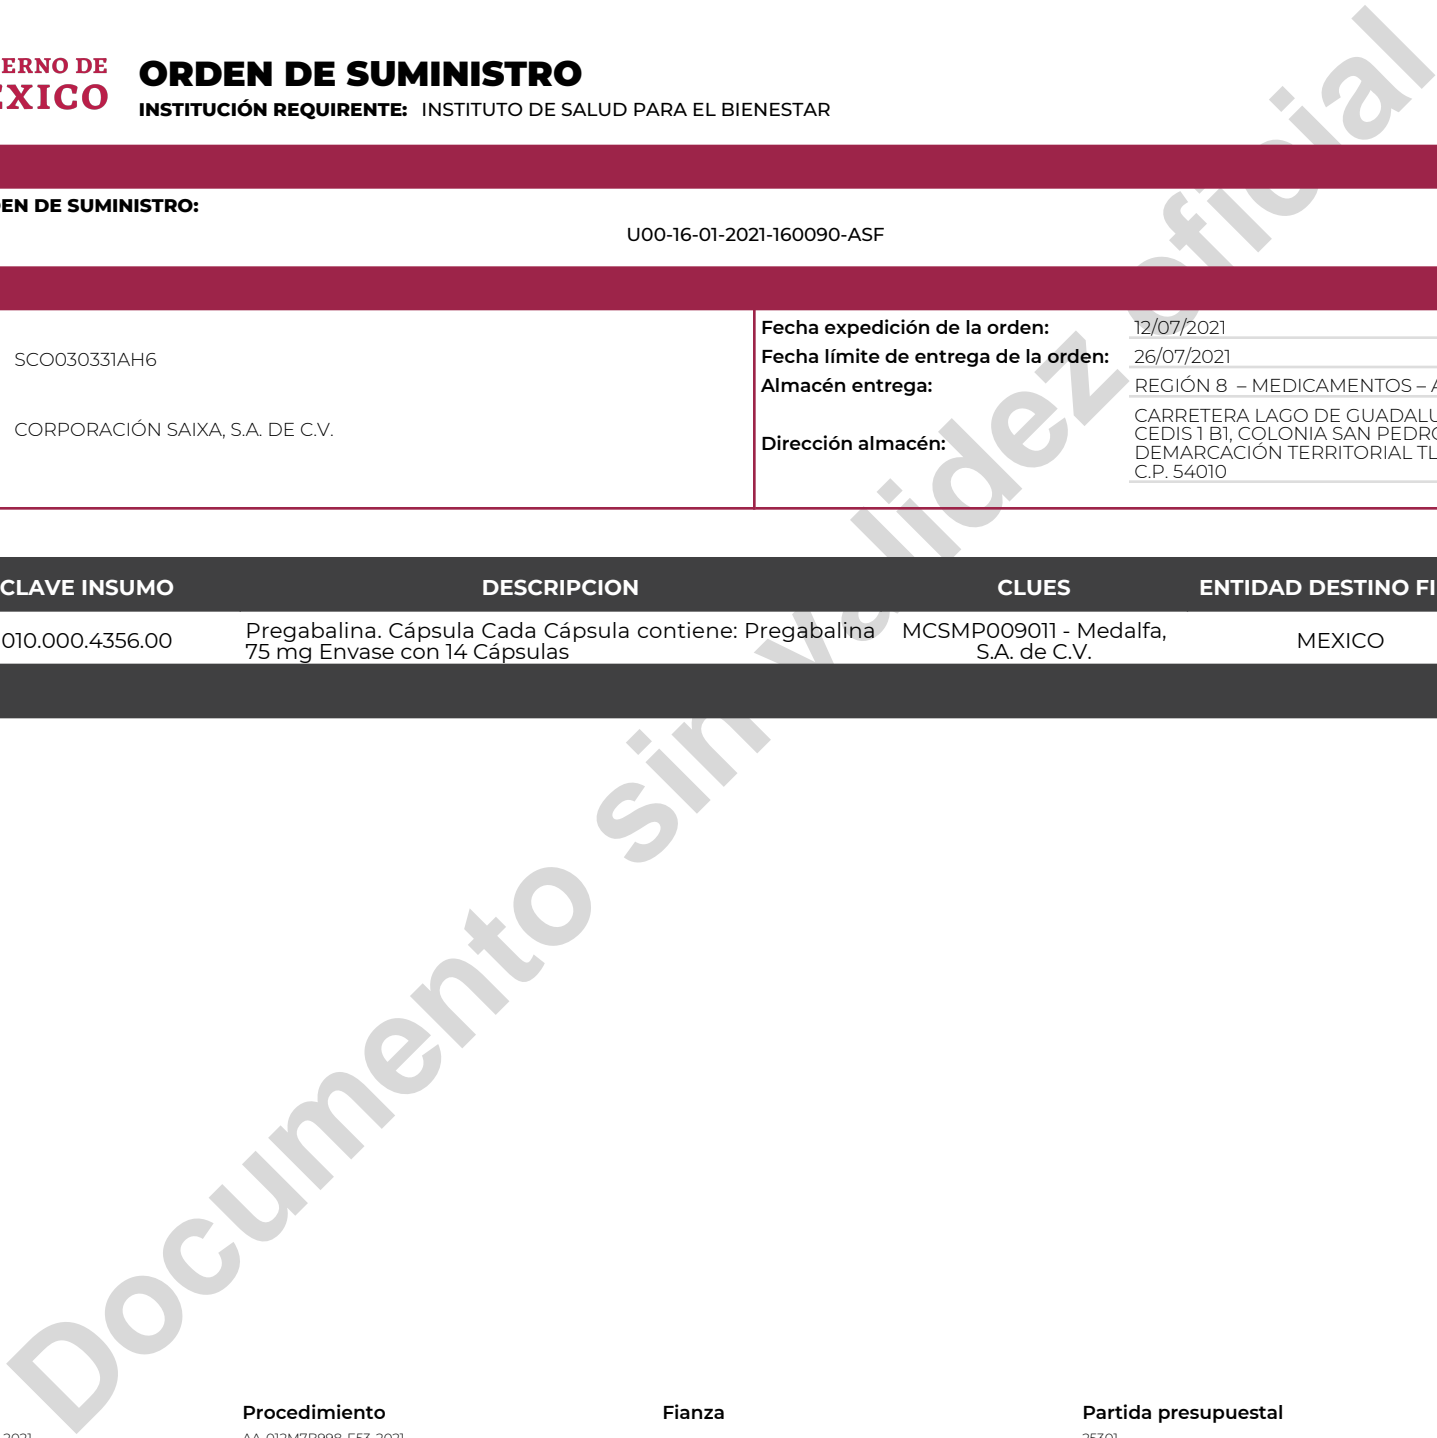 ERNO DE
EXICO
ORDEN DE SUMINISTRO
INSTITUCIÓN REQUIRENTE: INSTITUTO DE SALUD PARA EL BIENESTAR
EN DE SUMINISTRO:
U00-16-01-2021-160090-ASF
SCO030331AH6
CORPORACIÓN SAIXA, S.A. DE C.V.
Fecha expedición de la orden: 12/07/2021
Fecha límite de entrega de la orden: 26/07/2021
Almacén entrega: REGIÓN 8 – MEDICAMENTOS – A
Dirección almacén:
CARRETERA LAGO DE GUADALU
CEDIS 1 B1, COLONIA SAN PEDRO
DEMARCACIÓN TERRITORIAL TL
C.P. 54010
CLAVE INSUMO DESCRIPCION CLUES ENTIDAD DESTINO FI
010.000.4356.00
Pregabalina. Cápsula Cada Cápsula contiene: Pregabalina
75 mg Envase con 14 Cápsulas
MCSMP009011 - Medalfa,
S.A. de C.V.
MEXICO
Documento sin validez oficial
Procedimiento Fianza Partida presupuestal